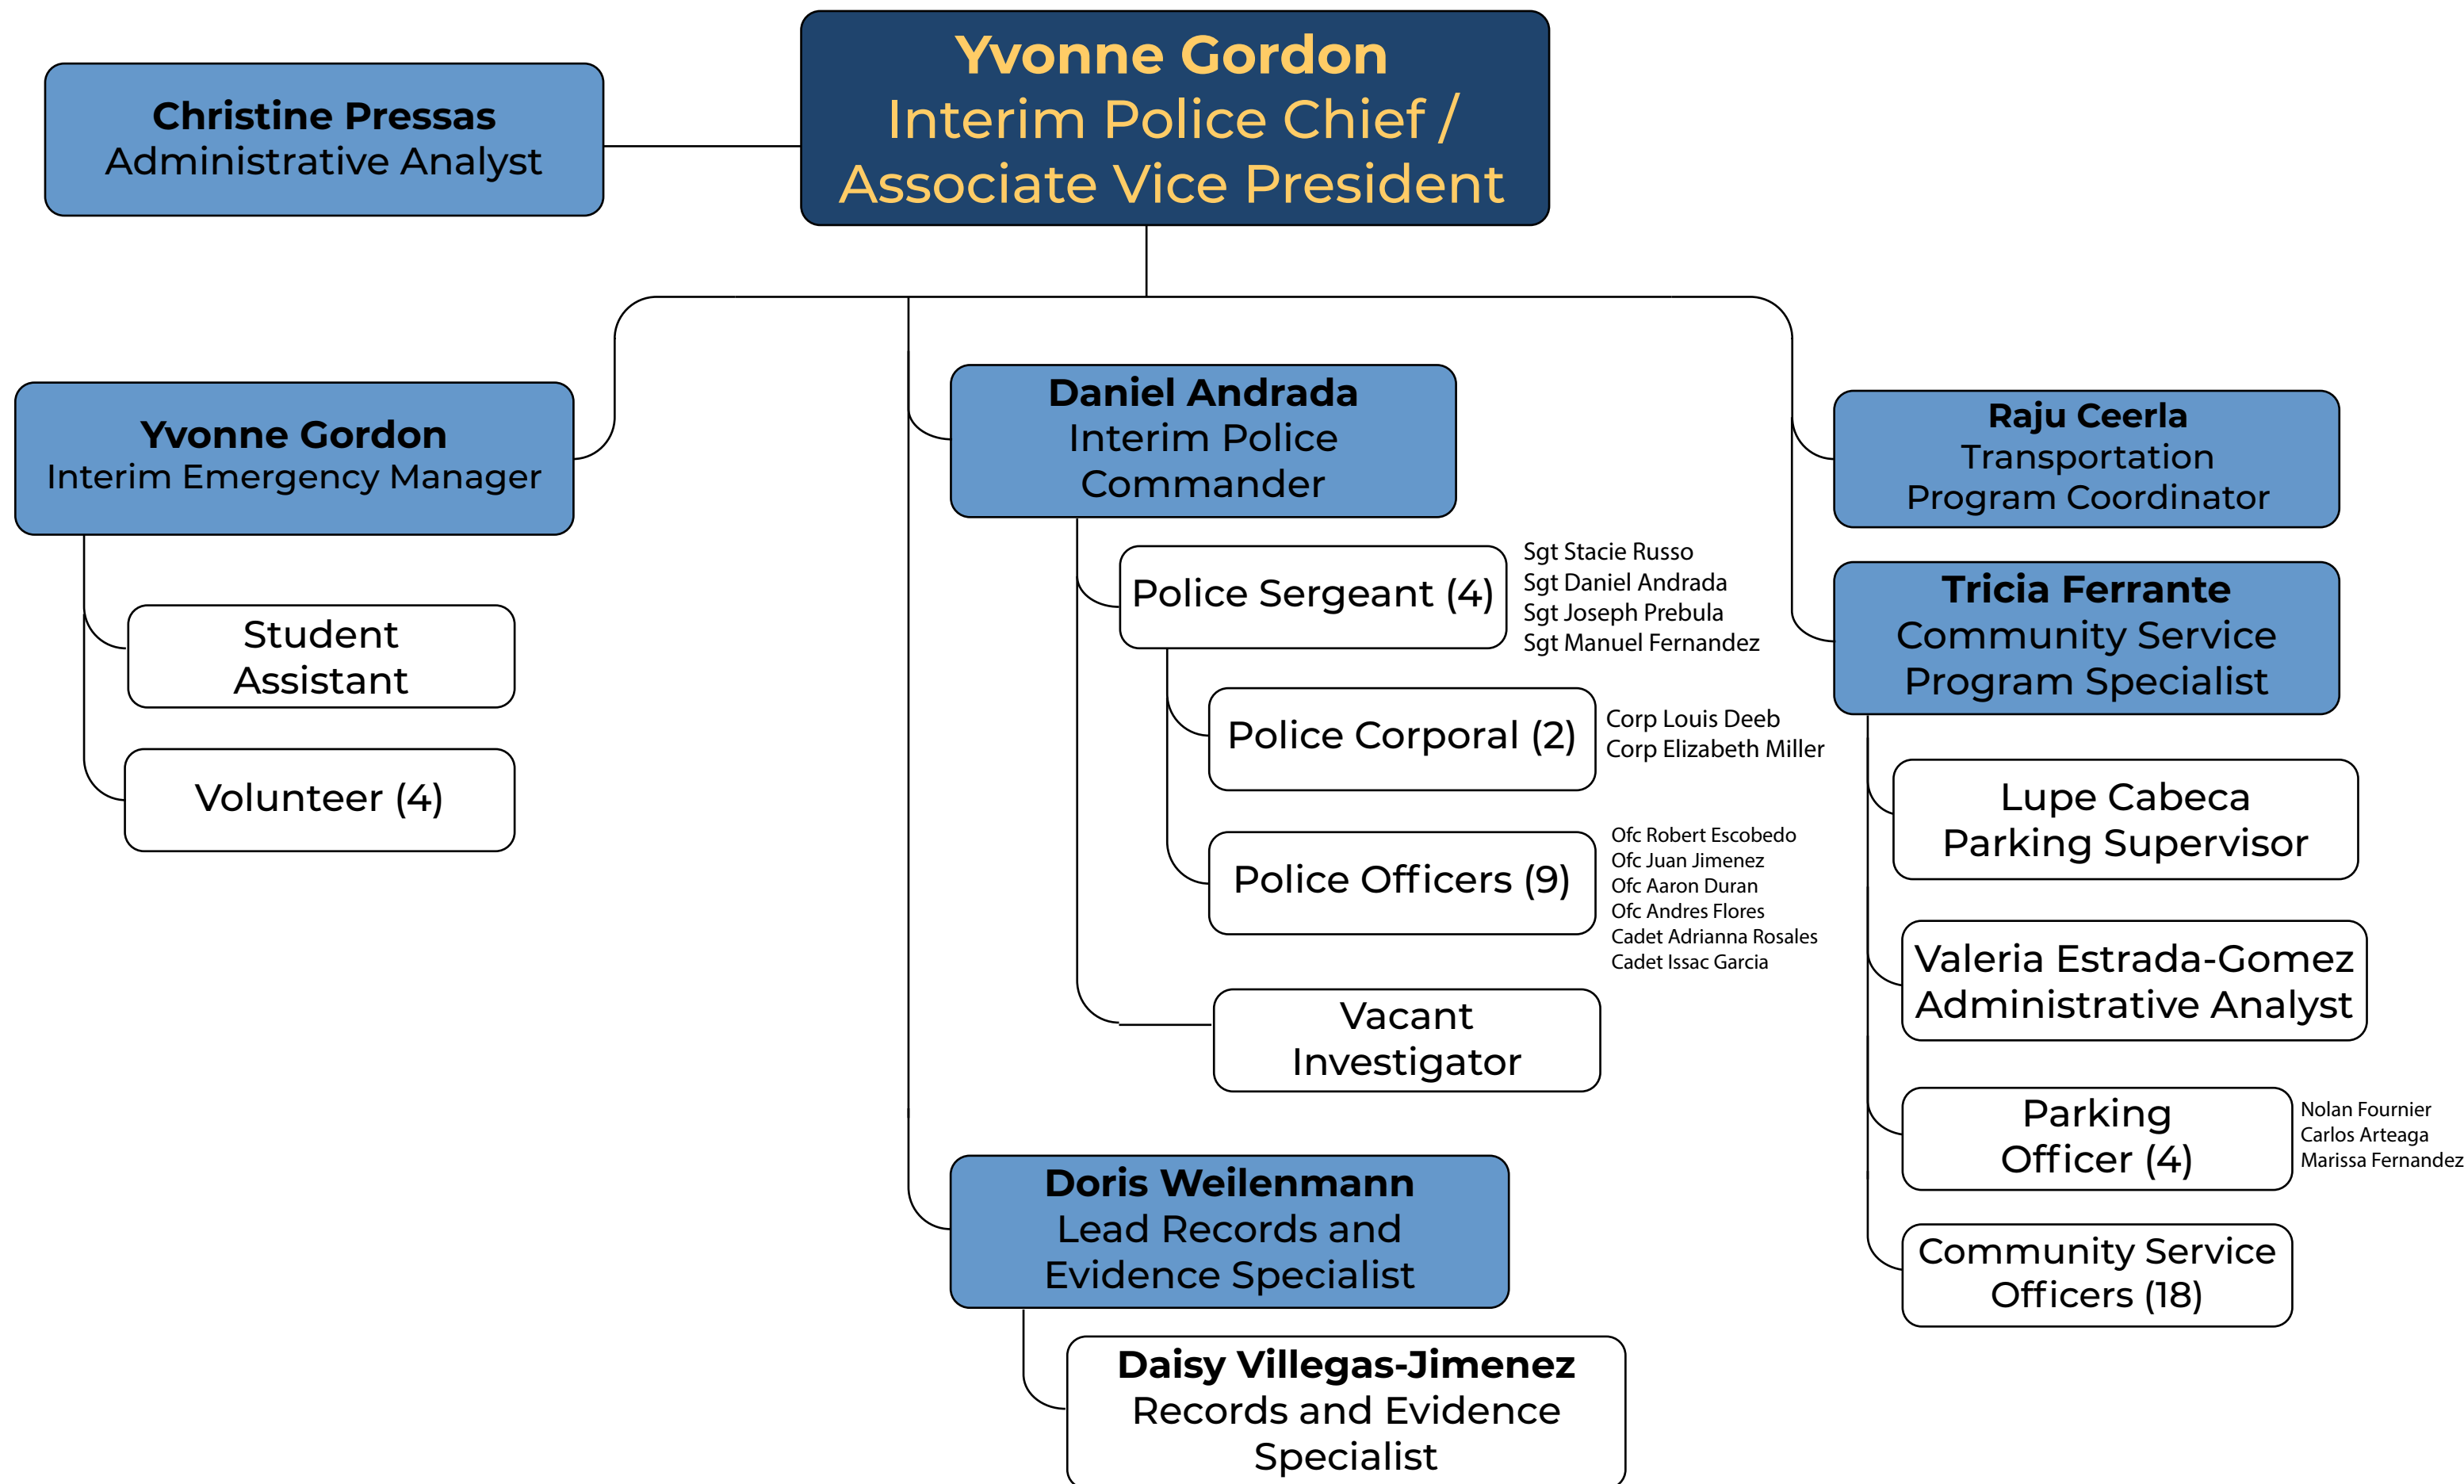 Yvonne Gordon
Interim Police Chief /
Associate Vice President
Christine Pressas
Administrative Analyst
Yvonne Gordon
Interim Emergency Manager
Student
Assistant
Volunteer (4)
Daniel Andrada
Interim Police
Commander
Police Sergeant (4)
Sgt Stacie Russo
Sgt Daniel Andrada
Sgt Joseph Prebula
Sgt Manuel Fernandez
Police Corporal (2)
Corp Louis Deeb
Corp Elizabeth Miller
Police Officers (9)
Ofc Robert Escobedo
Ofc Juan Jimenez
Ofc Aaron Duran
Ofc Andres Flores
Cadet Adrianna Rosales
Cadet Issac Garcia
Vacant
Investigator
Doris Weilenmann
Lead Records and
Evidence Specialist
Daisy Villegas-Jimenez
Records and Evidence
Specialist
Raju Ceerla
Transportation
Program Coordinator
Tricia Ferrante
Community Service
Program Specialist
Lupe Cabeca
Parking Supervisor
Valeria Estrada-Gomez
Administrative Analyst
Parking
Officer (4)
Nolan Fournier
Carlos Arteaga
Marissa Fernandez
Community Service
Officers (18)